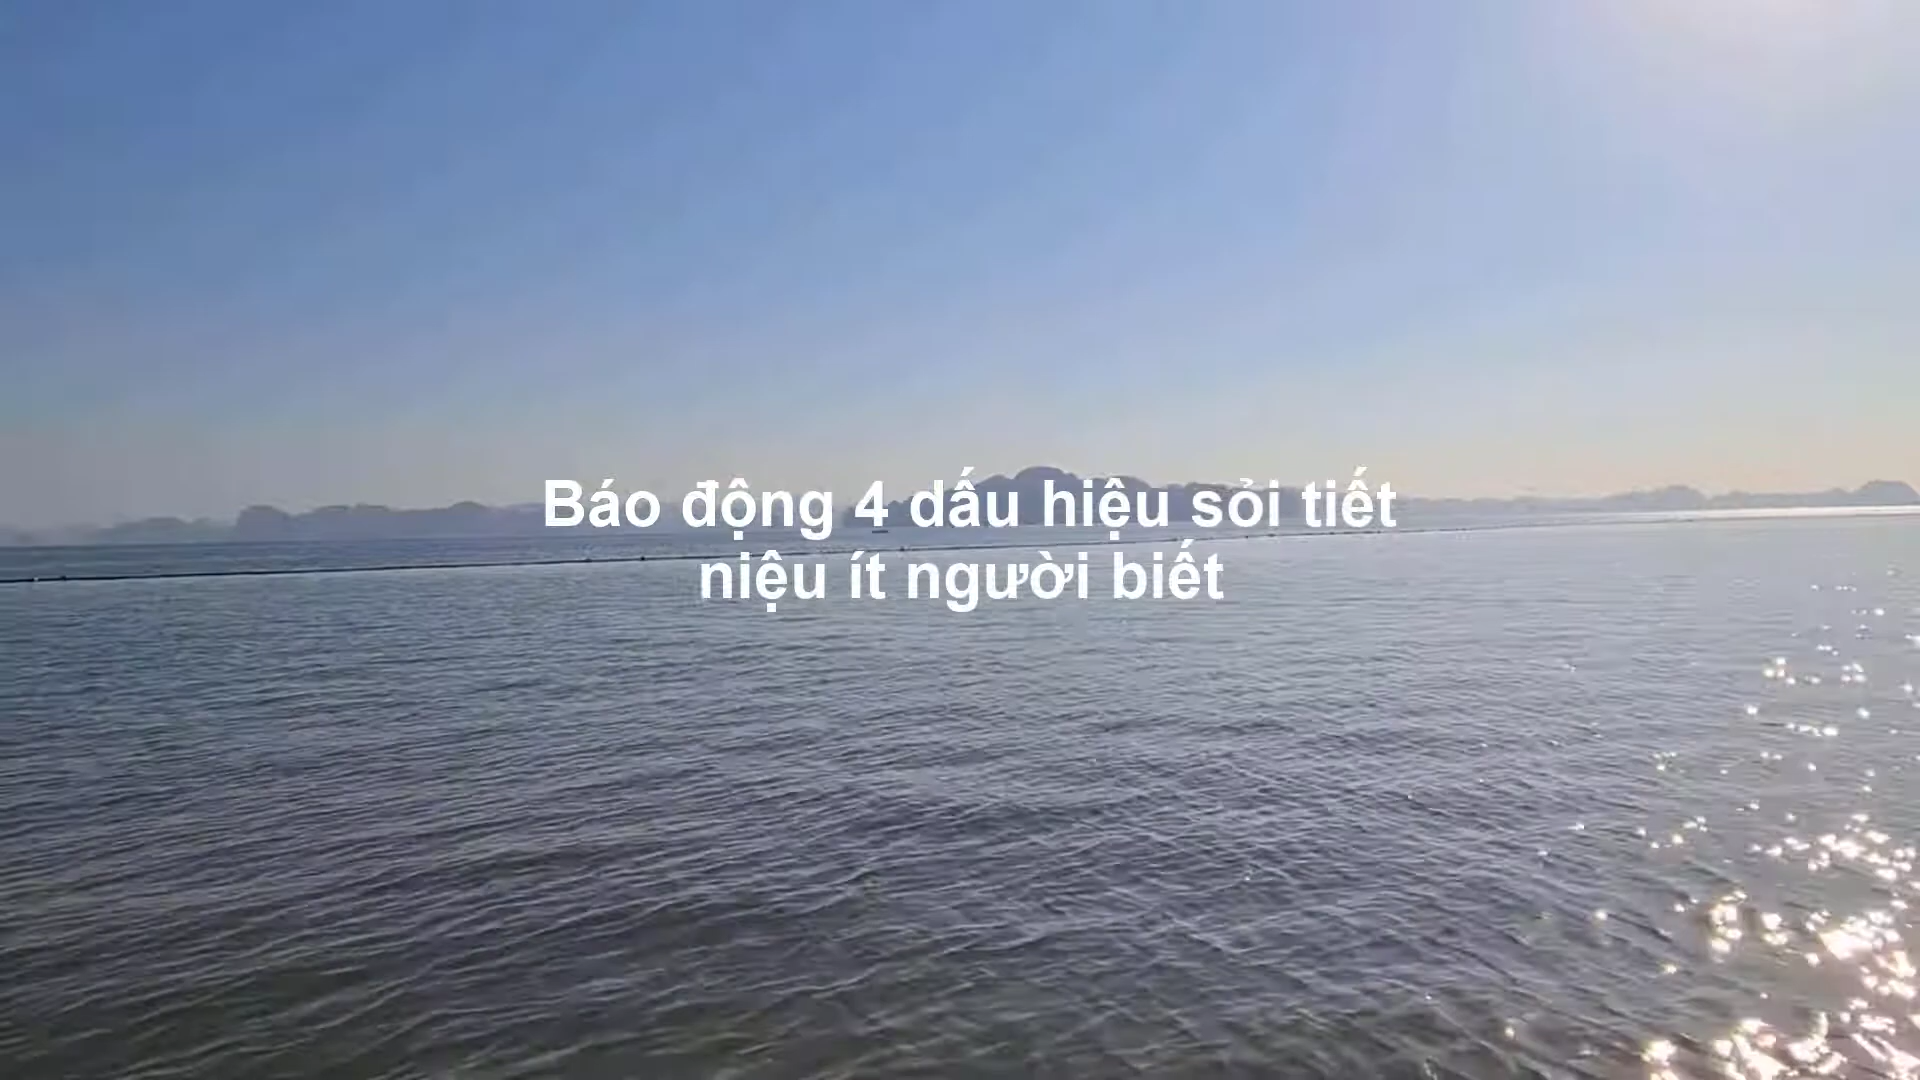 Báo động 4 dấu hiệu sỏi tiết
niệu ít người biết